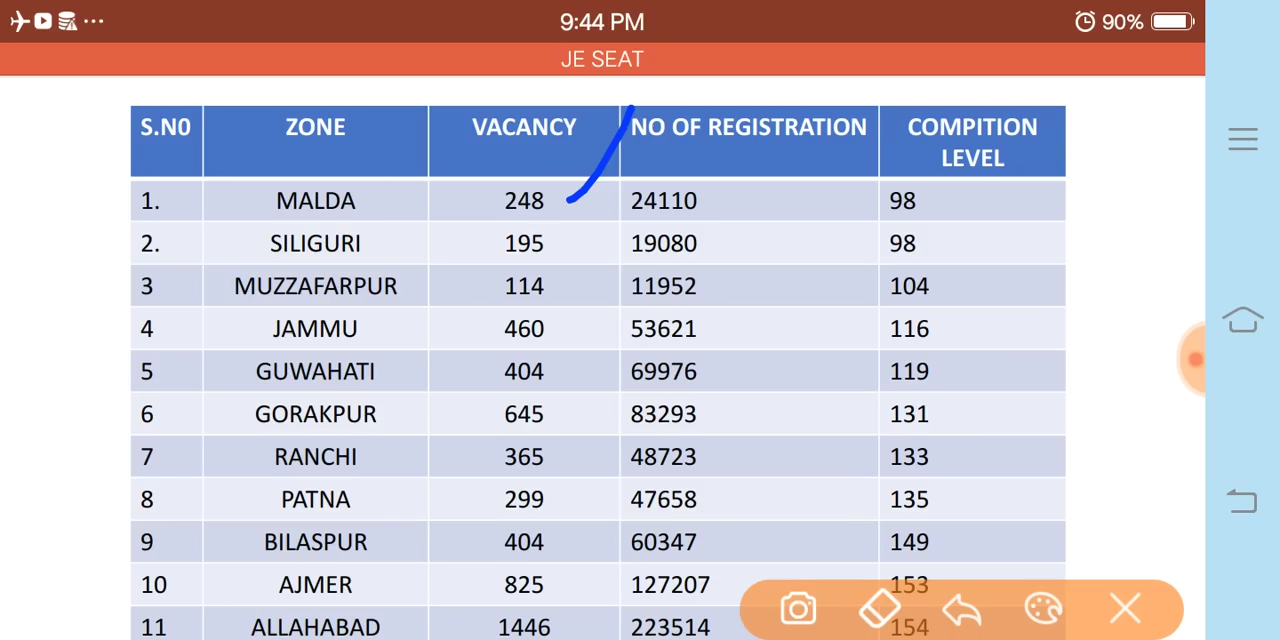 9:44 PM
90%
JE SEAT
S.N0 ZONE VACANCY NO OF REGISTRATION COMPITION LEVEL
1. MALDA 248 24110 98
2. SILIGURI 195 19080 98
3 MUZZAFARPUR 114 11952 104
4 JAMMU 460 53621 116
5 GUWAHATI 404 69976 119
6 GORAKPUR 645 83293 131
7 RANCHI 365 48723 133
8 PATNA 299 47658 135
9 BILASPUR 404 60347 149
10 AJMER 825 127207 153
11 ALLAHABAD 1446 223514 154